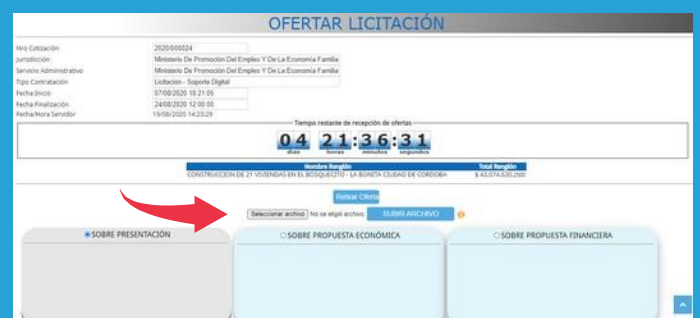 OFERTAR LICITACIÓN
Nro Cotización 2020/000024
Jurisdicción: Ministerio De Promoción Del Empleo Y De La Economía Familia
Servicio Administrativo Ministerio De Promoción Del Empleo Y De La Economía Familia
Tipo Contratación Licitación - Soporte Digital
Fecha Inicio 07/08/2020 10:21:05
Fecha Finalización 24/08/2020 12:00:00
Fecha/Hora Servidor 19/08/2020 14:23:29
Tiempo restante de recepción de ofertas
04 21:36:31
días horas minutos segundos
Nombre Renglón Total Renglón
CONSTRUCCION DE 21 VIVIENDAS EN EL BOSQUECITO - LA BONITA CIUDAD DE CORDOBA
Retirar Oferta
Seleccionar archivo No se eligió archivo SUBIR ARCHIVO
SOBRE PRESENTACIÓN SOBRE PROPUESTA ECONÓMICA SOBRE PROPUESTA FINANCIERA